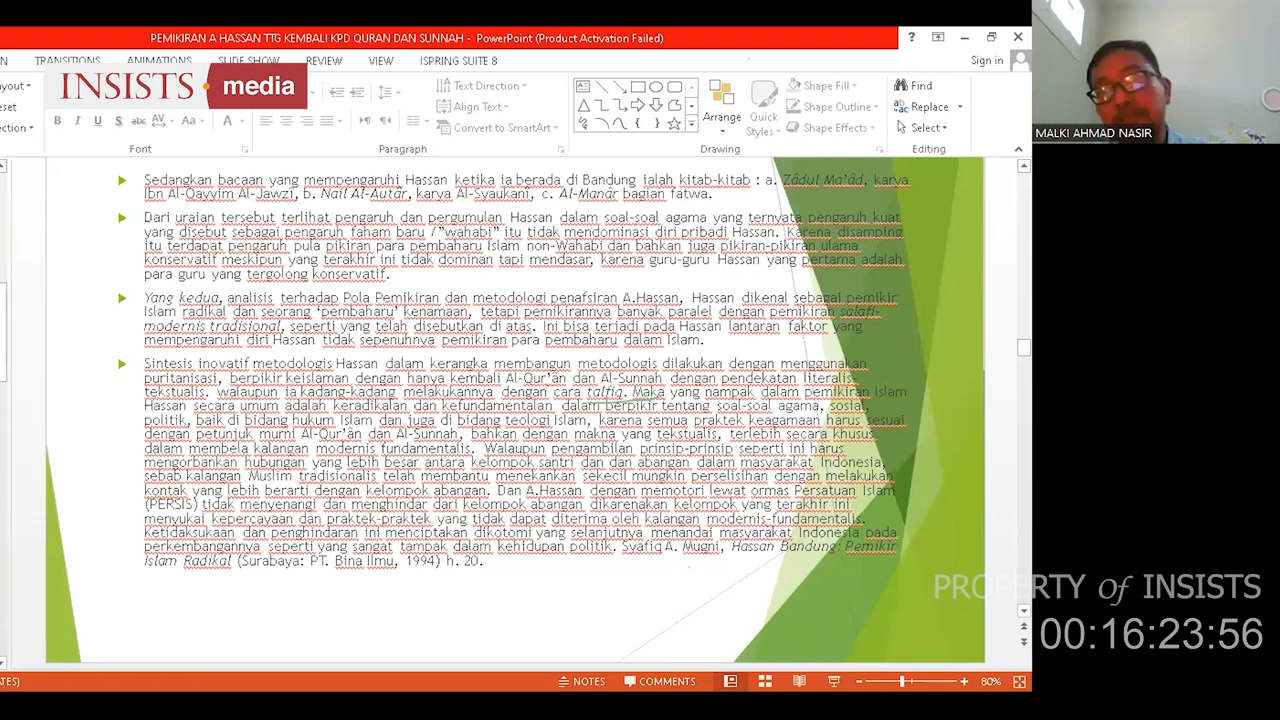 PEMIKIRAN A HASSAN TTG KEMBALI KPD QURAN DAN SUNNAH - PowerPoint (Product Activation Failed)
TRANSITIONS ANIMATIONS SLIDE SHOW REVIEW VIEW ISPRING SUITE 8 Sign in
INSISTS media
Text Direction
Align Text
Convert to SmartArt
Arrange
Quick Styles
Shape Fill
Shape Outline
Shape Effects
Find
Replace
Select
Font Paragraph Drawing Editing
MALKI AHMAD NASIR
Sedangkan bacaan yang mempengaruhi Hassan ketika ia berada di Bandung ialah kitab-kitab : a. Zâdul Ma'âd, karya
Ibn Al-Qayyim Al-Jawzi, b. Nail Al-Autâr, karya Al-Syaukanî, c. Al-Manâr bagian fatwa.
Dari uraian tersebut terlihat pengaruh dan pergumulan Hassan dalam soal-soal agama yang ternyata pengaruh kuat
yang disebut sebagai pengaruh faham baru /"wahabi" itu tidak mendominasi diri pribadi Hassan. Karena disamping
itu terdapat pengaruh pula pikiran para pembaharu Islam non-Wahabi dan bahkan juga pikiran-pikiran ulama
konservatif meskipun yang terakhir ini tidak dominan tapi mendasar, karena guru-guru Hassan yang pertama adalah
para guru yang tergolong konservatif.
Yang kedua, analisis terhadap Pola Pemikiran dan metodologi penafsiran A.Hassan, Hassan dikenal sebagai pemikir
Islam radikal dan seorang 'pembaharu' kenamaan, tetapi pemikirannya banyak paralel dengan pemikiran salafi-
modernis tradisional, seperti yang telah disebutkan di atas. Ini bisa terjadi pada Hassan lantaran faktor yang
mempengaruhi diri Hassan tidak sepenuhnya pemikiran para pembaharu dalam Islam.
Sintesis inovatif metodologis Hassan dalam kerangka membangun metodologis dilakukan dengan menggunakan
puritanisasi, berpikir keislaman dengan hanya kembali Al-Qur'ân dan Al-Sunnah dengan pendekatan literalis
tekstualis. walaupun ia kadang-kadang melakukannya dengan cara talfiq. Maka yang nampak dalam pemikiran Islam
Hassan secara umum adalah keradikalan dan kefundamentalan dalam berpikir tentang soal-soal agama, sosial,
politik, baik di bidang hukum Islam dan juga di bidang teologi Islam, karena semua praktek keagamaan harus sesuai
dengan petunjuk murni Al-Qur'ân dan Al-Sunnah, bahkan dengan makna yang tekstualis, terlebih secara khusus
dalam membela kalangan modernis fundamentalis. Walaupun pengambilan prinsip-prinsip seperti ini harus
mengorbankan hubungan yang lebih besar antara kelompok santri dan dan abangan dalam masyarakat Indonesia,
sebab kalangan Muslim tradisionalis telah membantu menekankan sekecil mungkin perselisihan dengan melakukan
kontak yang lebih berarti dengan kelompok abangan. Dan A.Hassan dengan memotori lewat ormas Persatuan Islam
(PERSIS) tidak menyenangi dan menghindar dari kelompok abangan dikarenakan kelompok yang terakhir ini
menyukai kepercayaan dan praktek-praktek yang tidak dapat diterima oleh kalangan modernis-fundamentalis.
Ketidaksukaan dan penghindaran ini menciptakan dikotomi yang selanjutnya menandai masyarakat Indonesia pada
perkembangannya seperti yang sangat tampak dalam kehidupan politik. Syafiq A. Mugni, Hassan Bandung: Pemikir
Islam Radikal (Surabaya: PT. Bina Ilmu, 1994) h. 20.
PROPERTY of INSISTS
00:16:23:56
NOTES COMMENTS 80%